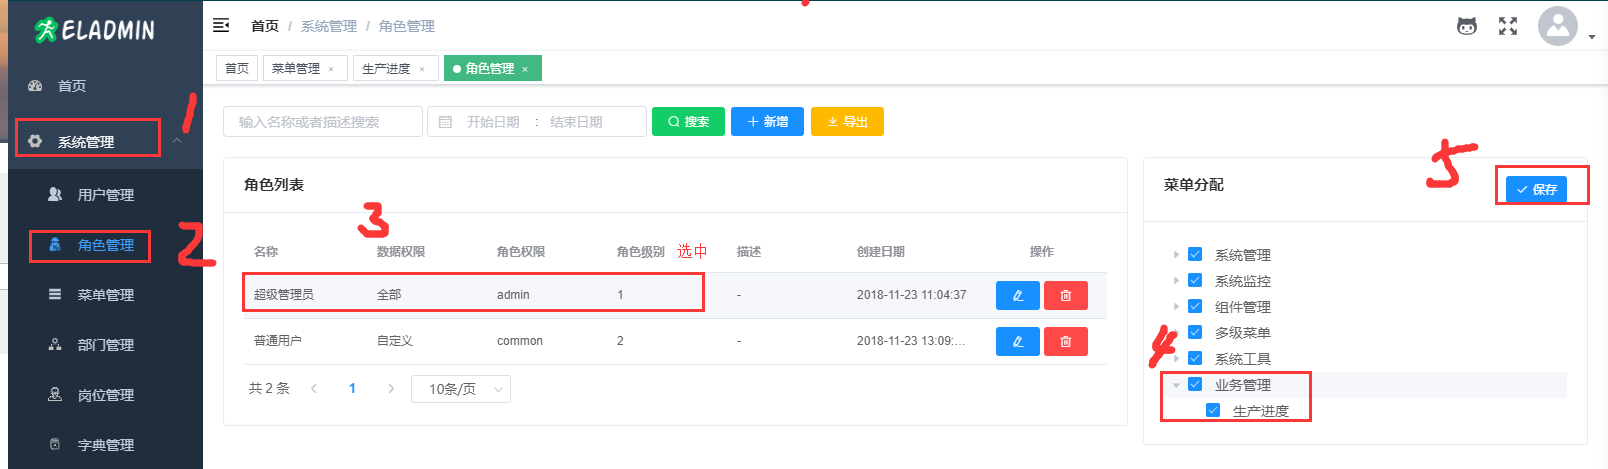 ELADMIN
首页 / 系统管理 / 角色管理
首页
菜单管理 ×
生产进度 ×
角色管理 ×
首页
1
系统管理
用户管理
2
角色管理
菜单管理
部门管理
岗位管理
字典管理
输入名称或者描述搜索
开始日期 : 结束日期
搜索
新增
导出
角色列表
3
名称 数据权限 角色权限 角色级别 选中 描述 创建日期 操作
超级管理员 全部 admin 1 - 2018-11-23 11:04:37
普通用户 自定义 common 2 - 2018-11-23 13:09:...
共 2 条 1 10条/页
菜单分配
5
保存
系统管理
系统监控
组件管理
多级菜单
4
系统工具
业务管理
生产进度